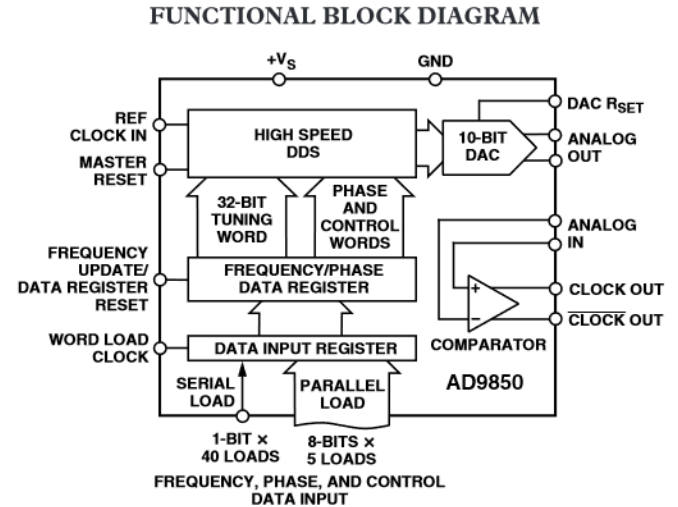 FUNCTIONAL BLOCK DIAGRAM
+VS
GND
REF
CLOCK IN
MASTER
RESET
FREQUENCY
UPDATE/
DATA REGISTER
RESET
WORD LOAD
CLOCK
HIGH SPEED
DDS
32-BIT
TUNING
WORD
PHASE
AND
CONTROL
WORDS
FREQUENCY/PHASE
DATA REGISTER
DATA INPUT REGISTER
SERIAL
LOAD
PARALLEL
LOAD
10-BIT
DAC
DAC RSET
ANALOG
OUT
ANALOG
IN
+
CLOCK OUT
–
CLOCK OUT
COMPARATOR
AD9850
1-BIT ×
40 LOADS
8-BITS ×
5 LOADS
FREQUENCY, PHASE, AND CONTROL
DATA INPUT